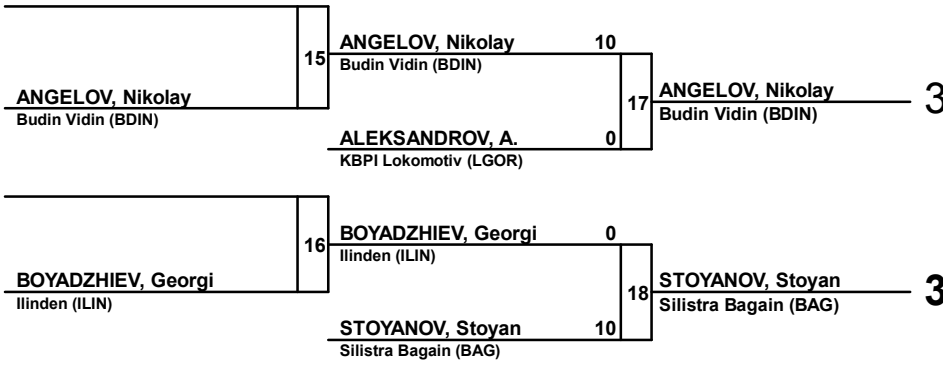 15
ANGELOV, Nikolay 10
Budin Vidin (BDIN)
ANGELOV, Nikolay
Budin Vidin (BDIN)
17
ANGELOV, Nikolay
Budin Vidin (BDIN)
3
ALEKSANDROV, A. 0
KBPI Lokomotiv (LGOR)
16
BOYADZHIEV, Georgi 0
Ilinden (ILIN)
BOYADZHIEV, Georgi
Ilinden (ILIN)
18
STOYANOV, Stoyan
Silistra Bagain (BAG)
3
STOYANOV, Stoyan 10
Silistra Bagain (BAG)